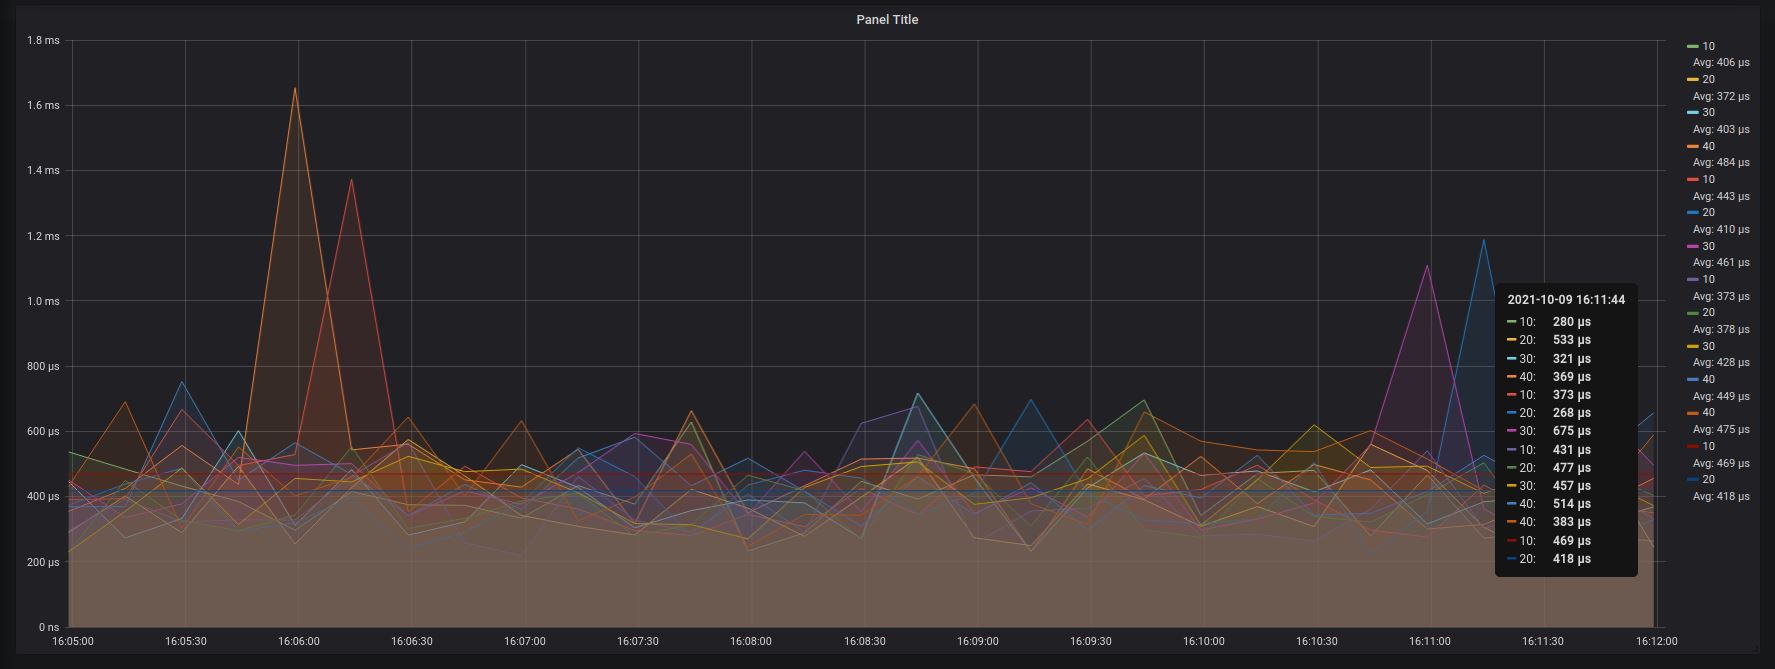 Panel Title
1.8 ms
1.6 ms
1.4 ms
1.2 ms
1.0 ms
800 µs
600 µs
400 µs
200 µs
0 ns
16:05:00 16:05:30 16:06:00 16:06:30 16:07:00 16:07:30 16:08:00 16:08:30 16:09:00 16:09:30 16:10:00 16:10:30 16:11:00 16:11:30 16:12:00
2021-10-09 16:11:44
10: 280 µs
20: 533 µs
30: 321 µs
40: 369 µs
10: 373 µs
20: 268 µs
30: 675 µs
10: 431 µs
20: 477 µs
30: 457 µs
40: 514 µs
40: 383 µs
10: 469 µs
20: 418 µs
10
Avg: 406 µs
20
Avg: 372 µs
30
Avg: 403 µs
40
Avg: 484 µs
10
Avg: 443 µs
20
Avg: 410 µs
30
Avg: 461 µs
10
Avg: 373 µs
20
Avg: 378 µs
30
Avg: 428 µs
40
Avg: 449 µs
40
Avg: 475 µs
10
Avg: 469 µs
20
Avg: 418 µs